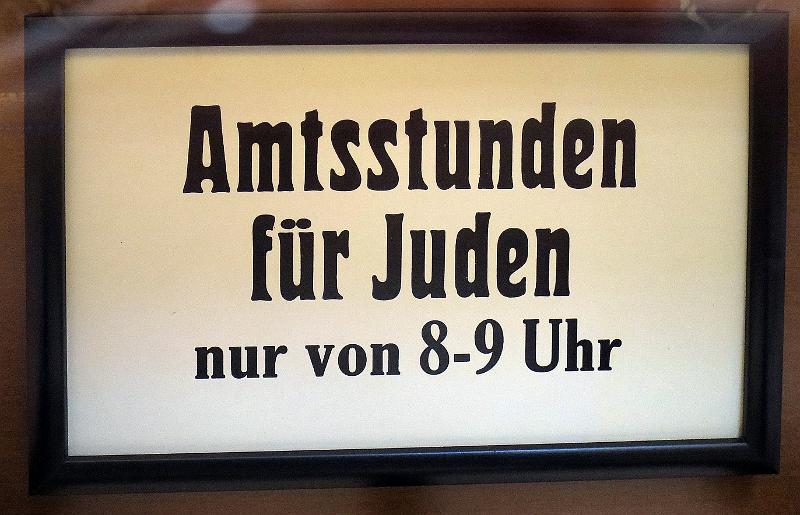 Amtsstunden
für Juden
nur von 8-9 Uhr